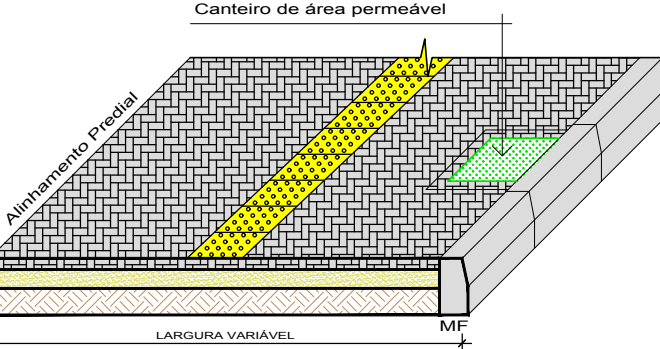 Canteiro de área permeável
Alinhamento Predial
MF
LARGURA VARIÁVEL